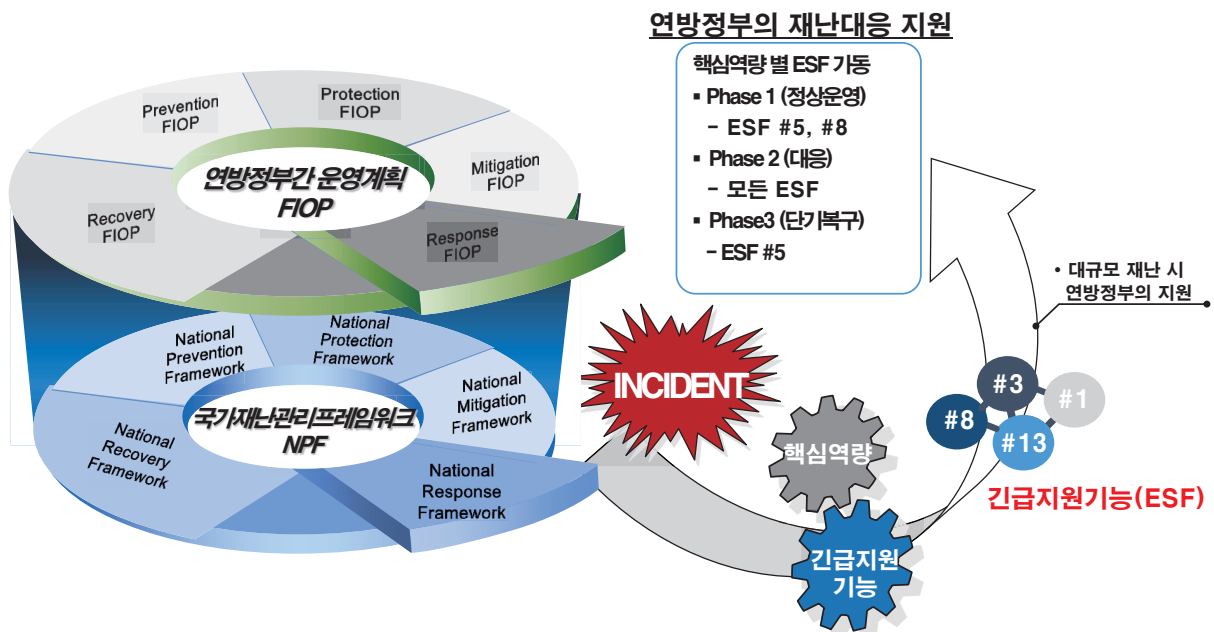 연방정부의 재난대응 지원
핵심역량 별 ESF 가동
▪ Phase 1 (정상운영)
– ESF #5, #8
▪ Phase 2 (대응)
– 모든 ESF
▪ Phase3 (단기복구)
– ESF #5
Prevention
FIOP
Protection
FIOP
Mitigation
FIOP
Recovery
FIOP
Response
FIOP
연방정부간 운영계획
FIOP
National
Prevention
Framework
National
Protection
Framework
National
Mitigation
Framework
National
Recovery
Framework
National
Response
Framework
국가재난관리프레임워크
NPF
INCIDENT
핵심역량
긴급지원
기능
• 대규모 재난 시
연방정부의 지원
#3
#1
#8
#13
긴급지원기능(ESF)